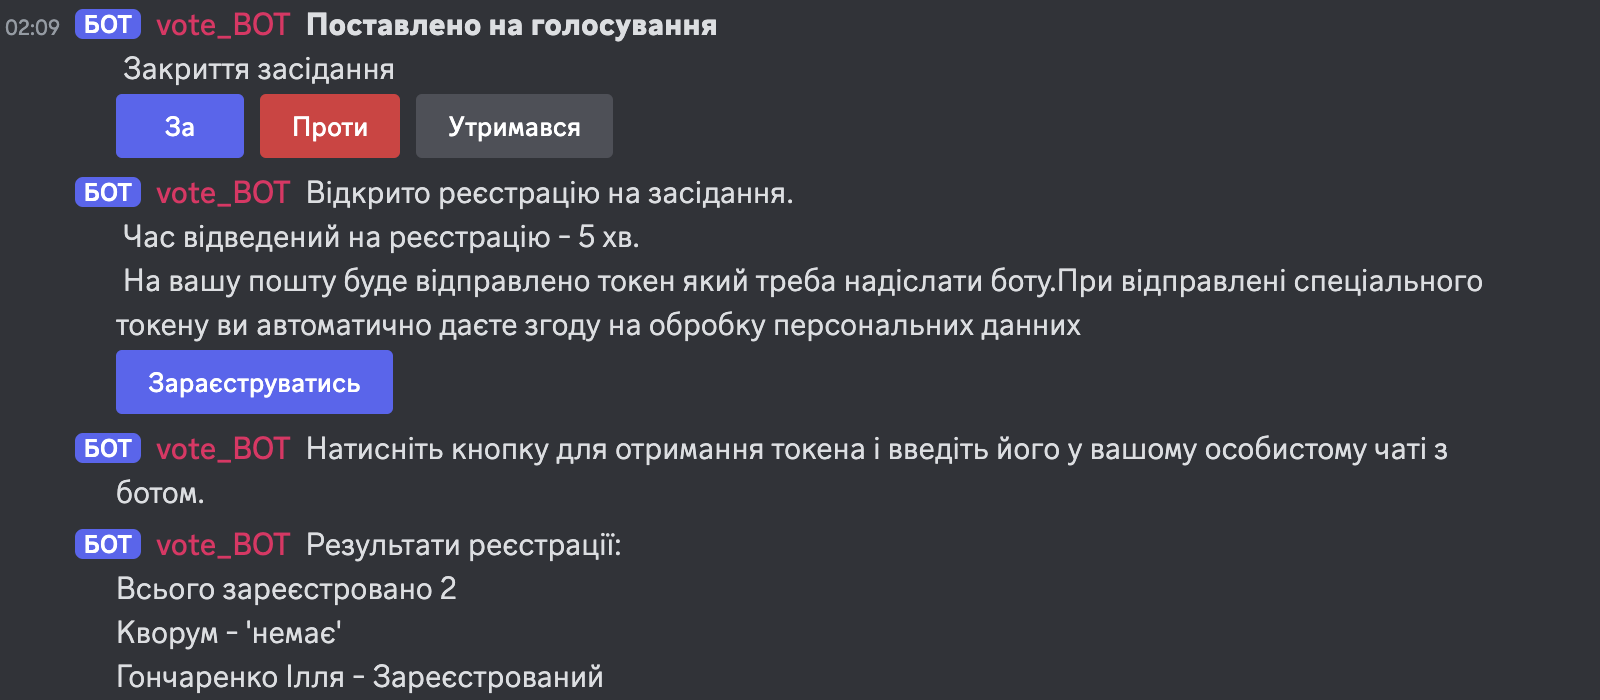 02:09 БОТ vote_BOT Поставлено на голосування
Закриття засідання
За Проти Утримався
БОТ vote_BOT Відкрито реєстрацію на засідання.
Час відведений на реєстрацію - 5 хв.
На вашу пошту буде відправлено токен який треба надіслати боту.При відправлені спеціального
токену ви автоматично даєте згоду на обробку персональних данних
Зараєструватись
БОТ vote_BOT Натисніть кнопку для отримання токена і введіть його у вашому особистому чаті з
ботом.
БОТ vote_BOT Результати реєстрації:
Всього зареєстровано 2
Кворум - 'немає'
Гончаренко Ілля - Зареєстрований